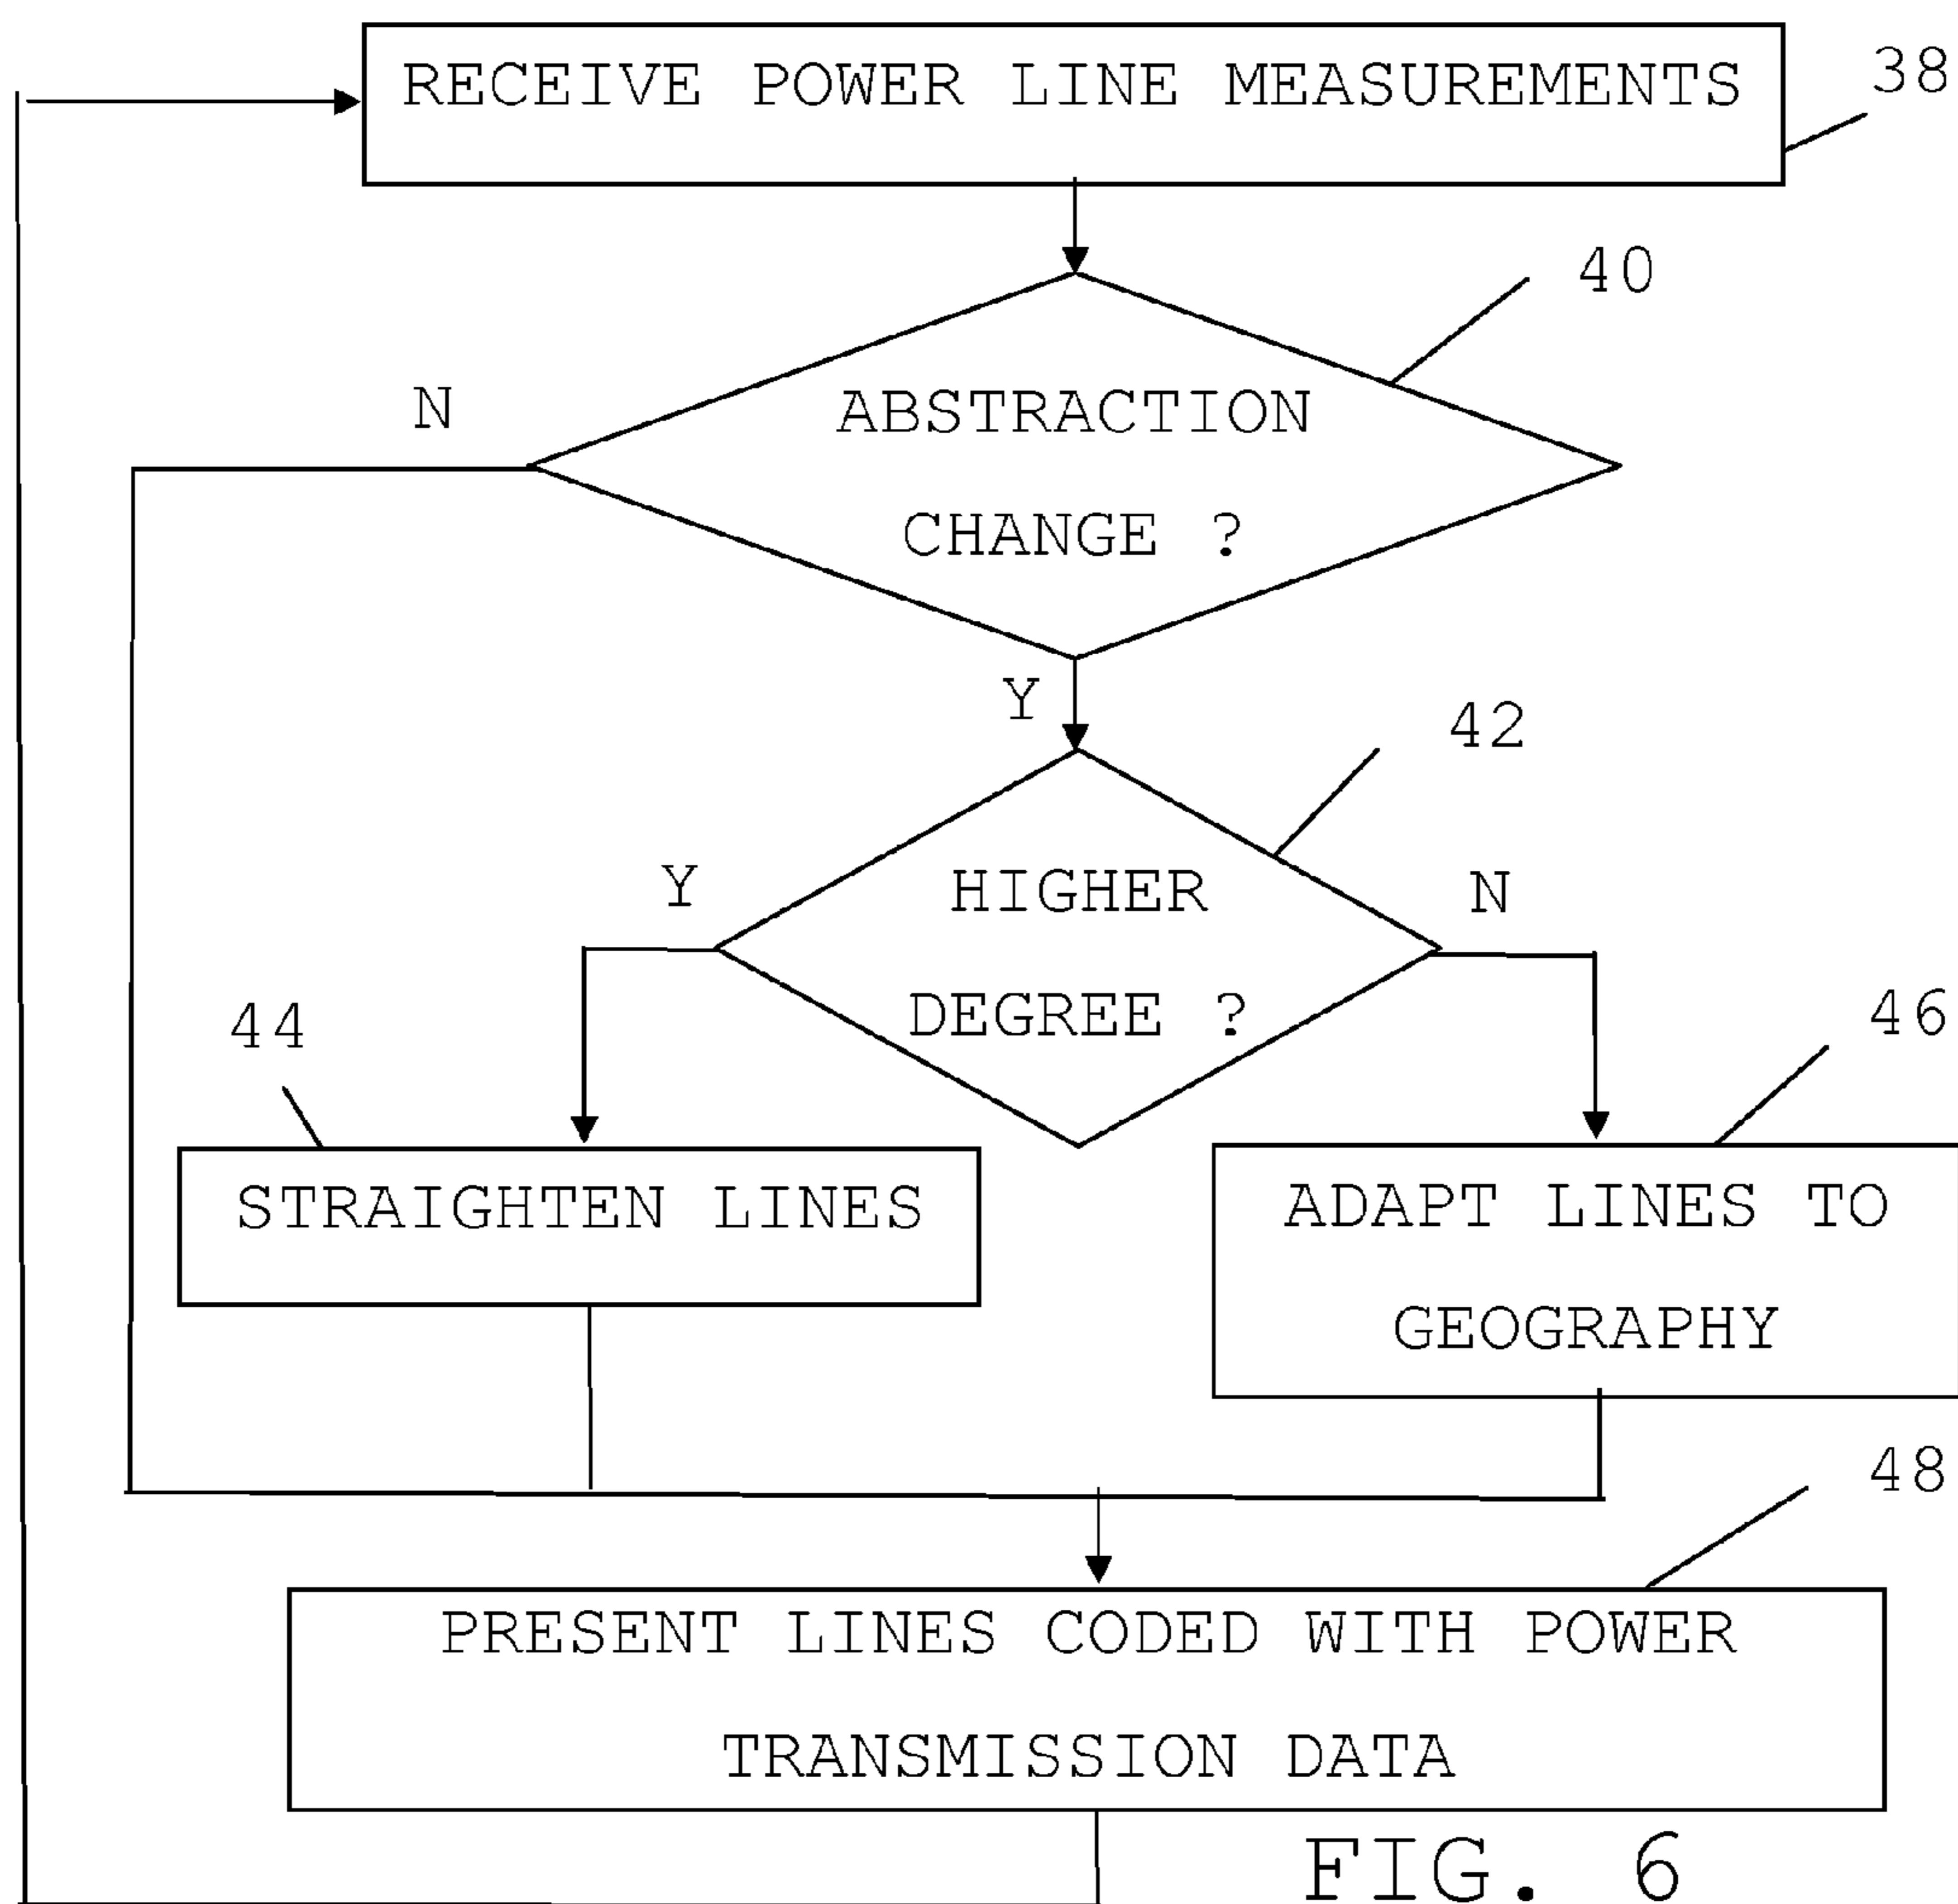 RECEIVE POWER LINE MEASUREMENTS
38
40
N
ABSTRACTION
CHANGE ?
Y
42
Y
HIGHER
N
DEGREE ?
44
46
STRAIGHTEN LINES
ADAPT LINES TO
GEOGRAPHY
48
PRESENT LINES CODED WITH POWER
TRANSMISSION DATA
FIG. 6